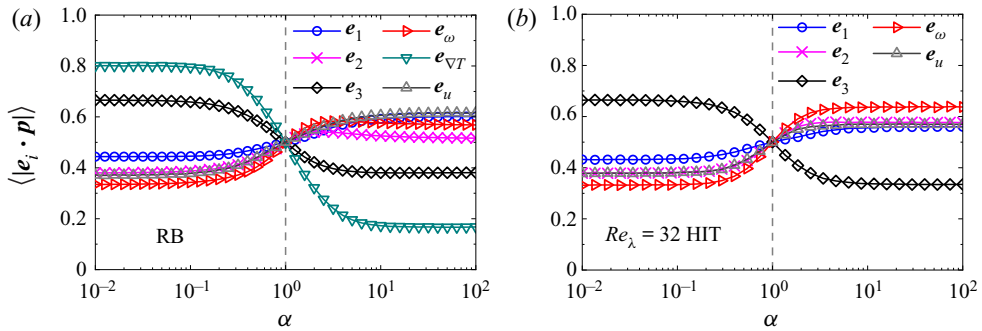 (a)
⟨|e_i · p|⟩
1.0
0.8
0.6
0.4
0.2
0
e_1 e_ω
e_2 e_∇T
e_3 e_u
RB
10^−2 10^−1 10^0 10^1 10^2
α
(b)
1.0
0.8
0.6
0.4
0.2
0
e_1 e_ω
e_2 e_u
e_3
Re_λ = 32 HIT
10^−2 10^−1 10^0 10^1 10^2
α